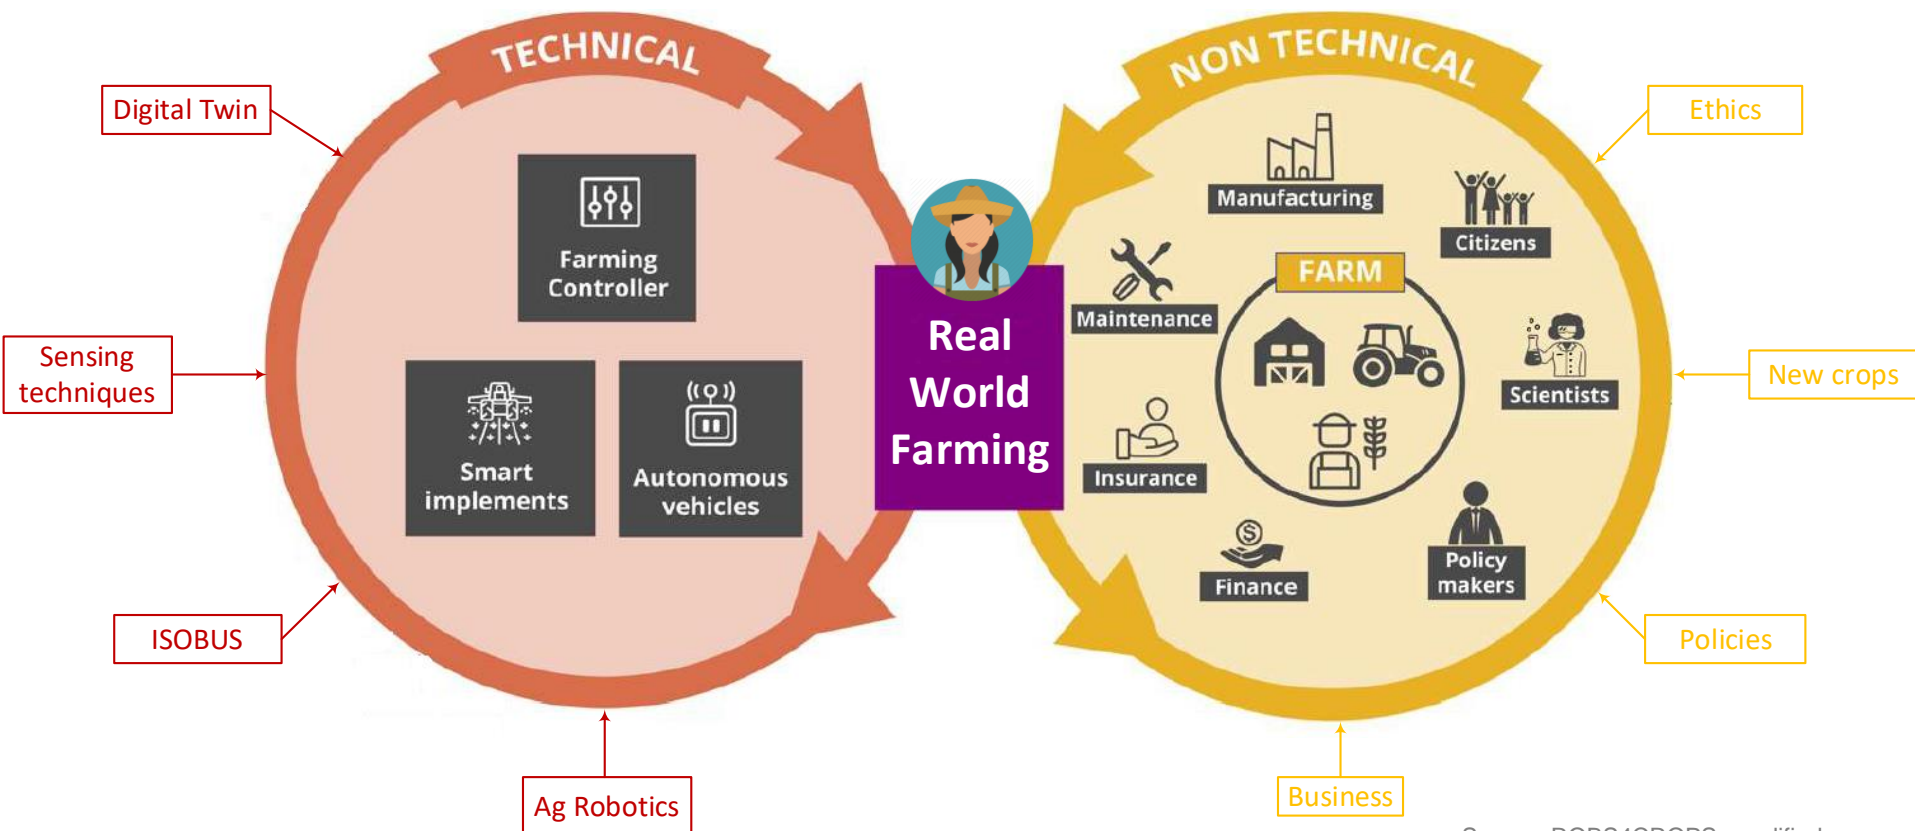 TECHNICAL
NON TECHNICAL
Digital Twin
Sensing
techniques
ISOBUS
Ag Robotics
Farming
Controller
Smart
implements
Autonomous
vehicles
Real
World
Farming
Manufacturing
Citizens
Maintenance
FARM
Scientists
Insurance
Finance
Policy
makers
Ethics
New crops
Policies
Business